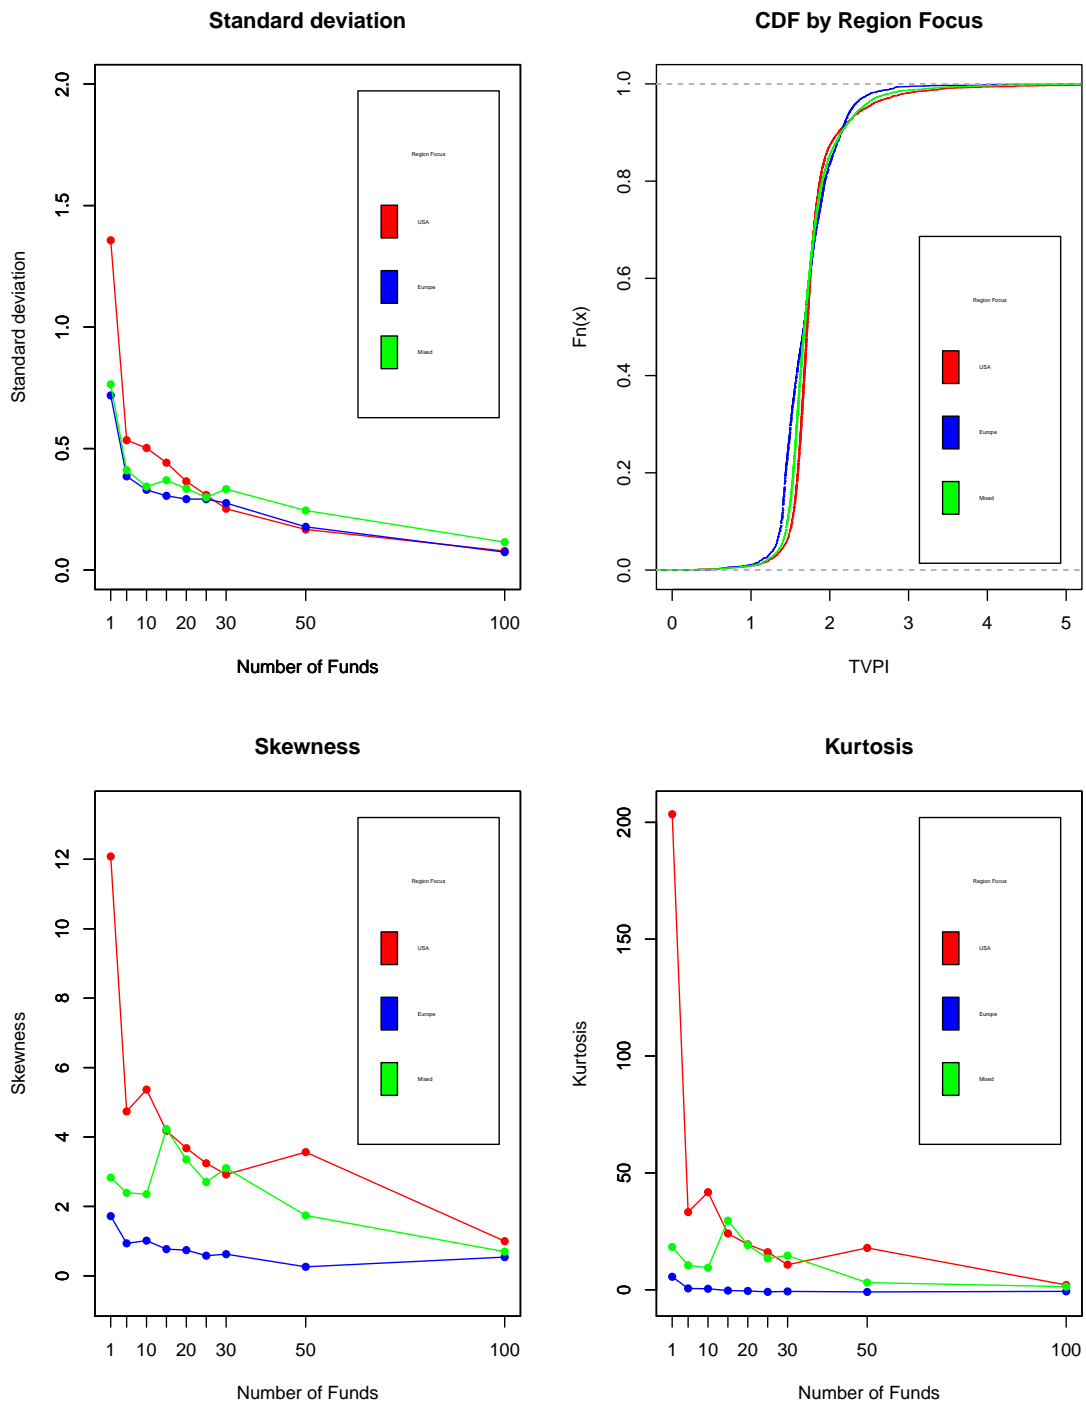 Standard deviation
Standard deviation
0.0
0.5
1.0
1.5
2.0
Region Focus
USA
Europe
Mixed
1
10
20
30
50
100
Number of Funds
CDF by Region Focus
Fn(x)
0.0
0.2
0.4
0.6
0.8
1.0
Region Focus
USA
Europe
Mixed
0
1
2
3
4
5
TVPI
Skewness
Skewness
0
2
4
6
8
10
12
Region Focus
USA
Europe
Mixed
1
10
20
30
50
100
Number of Funds
Kurtosis
Kurtosis
0
50
100
150
200
Region Focus
USA
Europe
Mixed
1
10
20
30
50
100
Number of Funds